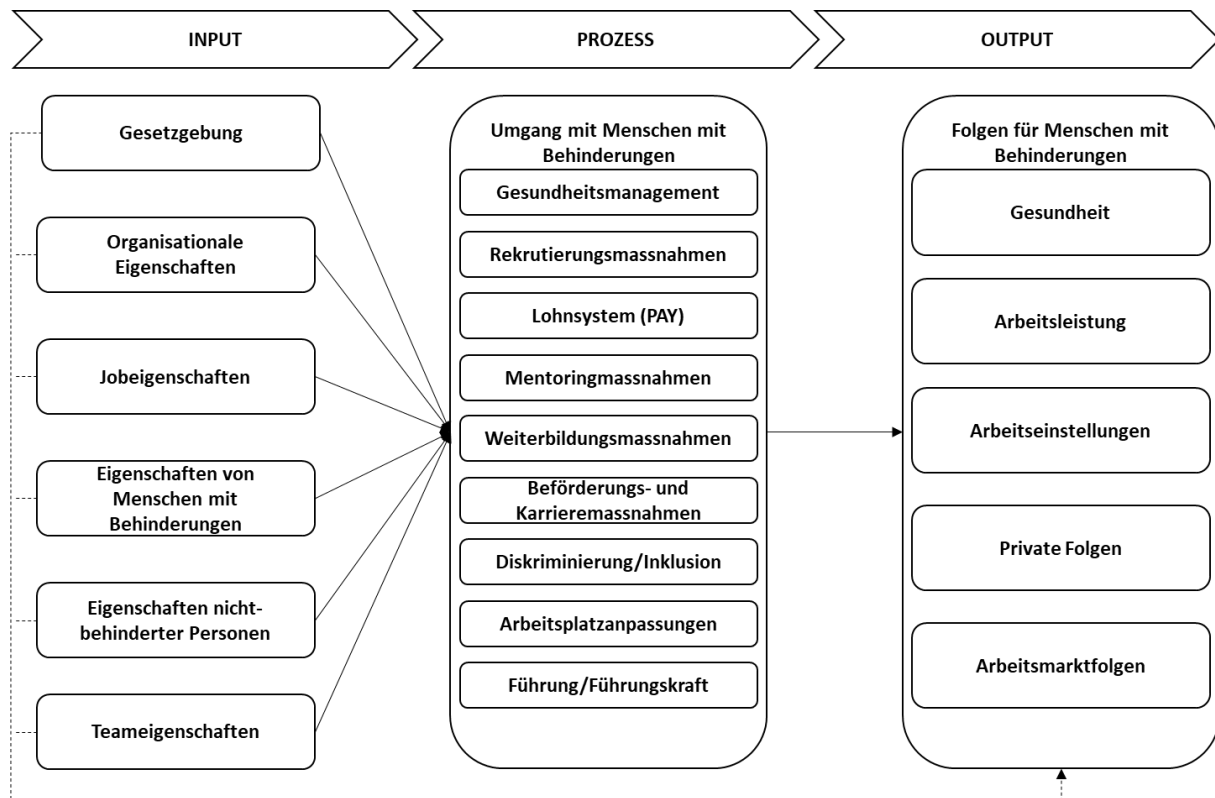 INPUT
PROZESS
OUTPUT
Gesetzgebung
Organisationale
Eigenschaften
Jobeigenschaften
Eigenschaften von
Menschen mit
Behinderungen
Eigenschaften nicht-
behinderter Personen
Teameigenschaften
Umgang mit Menschen mit
Behinderungen
Gesundheitsmanagement
Rekrutierungsmassnahmen
Lohnsystem (PAY)
Mentoringmassnahmen
Weiterbildungsmassnahmen
Beförderungs- und
Karrieremassnahmen
Diskriminierung/Inklusion
Arbeitsplatzanpassungen
Führung/Führungskraft
Folgen für Menschen mit
Behinderungen
Gesundheit
Arbeitsleistung
Arbeitseinstellungen
Private Folgen
Arbeitsmarktfolgen